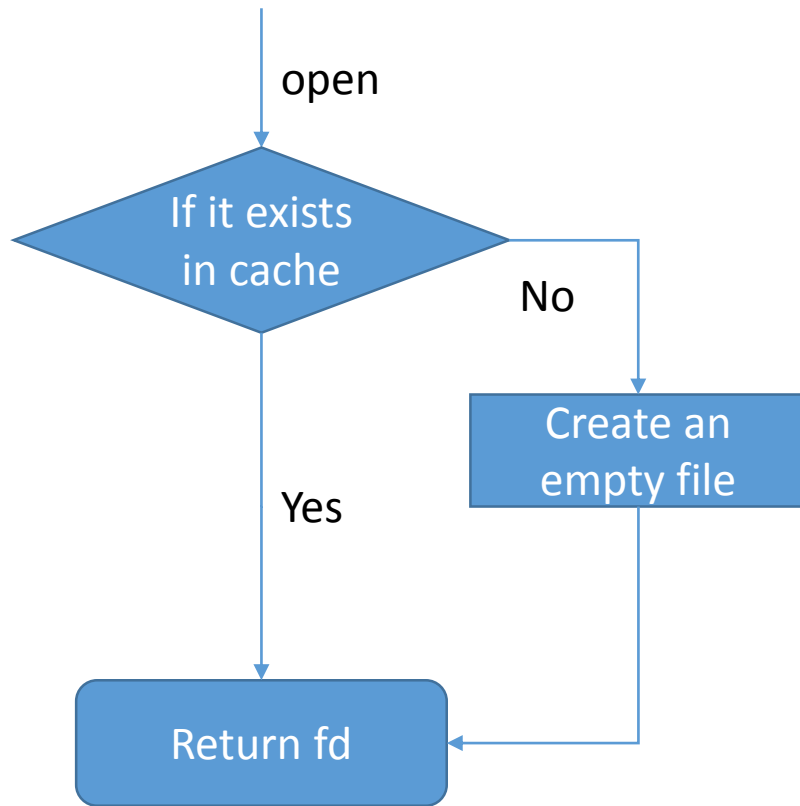 open
If it exists
in cache
No
Create an
empty file
Yes
Return fd